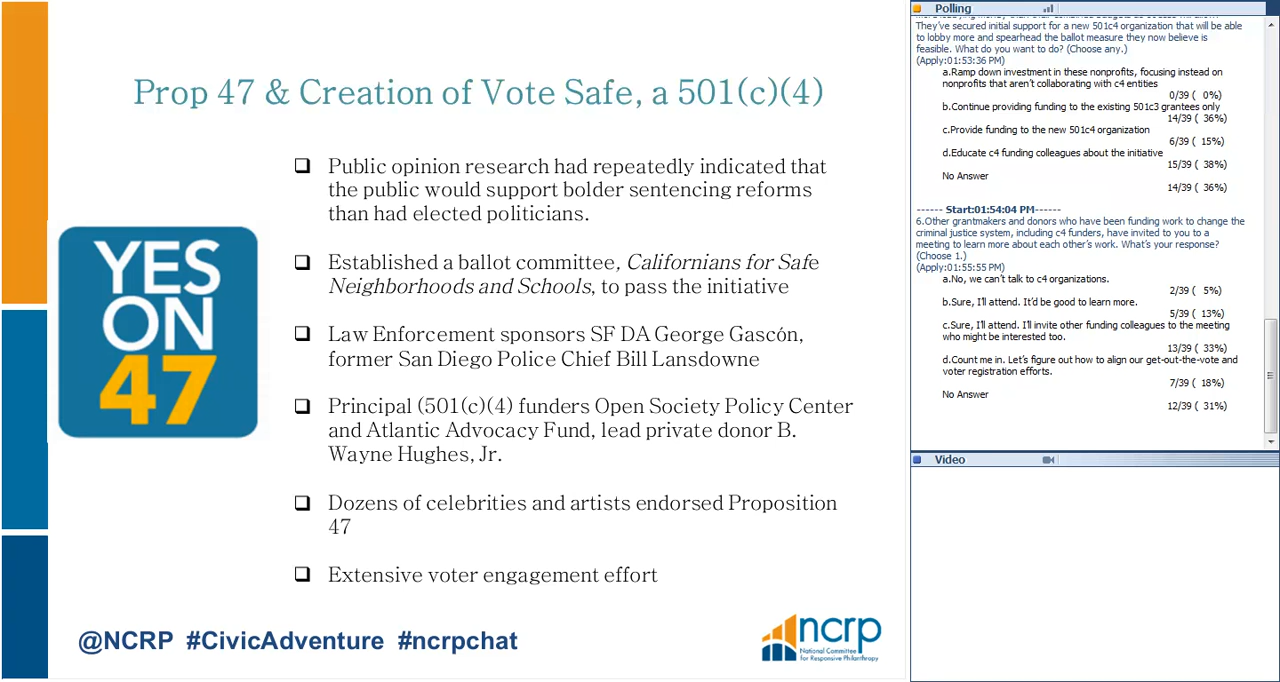 Prop 47 & Creation of Vote Safe, a 501(c)(4)
YES
ON
47
Public opinion research had repeatedly indicated that
the public would support bolder sentencing reforms
than had elected politicians.
Established a ballot committee, Californians for Safe
Neighborhoods and Schools, to pass the initiative
Law Enforcement sponsors SF DA George Gascón,
former San Diego Police Chief Bill Lansdowne
Principal (501(c)(4) funders Open Society Policy Center
and Atlantic Advocacy Fund, lead private donor B.
Wayne Hughes, Jr.
Dozens of celebrities and artists endorsed Proposition
47
Extensive voter engagement effort
@NCRP #CivicAdventure #ncrpchat
ncrp
National Committee
for Responsive Philanthropy
Polling
They've secured initial support for a new 501c4 organization that will be able
to lobby more and spearhead the ballot measure they now believe is
feasible. What do you want to do? (Choose any.)
(Apply:01:53:36 PM)
a.Ramp down investment in these nonprofits, focusing instead on
nonprofits that aren't collaborating with c4 entities
0/39 ( 0%)
b.Continue providing funding to the existing 501c3 grantees only
14/39 ( 36%)
c.Provide funding to the new 501c4 organization
6/39 ( 15%)
d.Educate c4 funding colleagues about the initiative
15/39 ( 38%)
No Answer
14/39 ( 36%)
------ Start:01:54:04 PM------
6.Other grantmakers and donors who have been funding work to change the
criminal justice system, including c4 funders, have invited to you to a
meeting to learn more about each other's work. What's your response?
(Choose 1.)
(Apply:01:55:55 PM)
a.No, we can't talk to c4 organizations.
2/39 ( 5%)
b.Sure, I'll attend. It'd be good to learn more.
5/39 ( 13%)
c.Sure, I'll attend. I'll invite other funding colleagues to the meeting
who might be interested too.
13/39 ( 33%)
d.Count me in. Let's figure out how to align our get-out-the-vote and
voter registration efforts.
7/39 ( 18%)
No Answer
12/39 ( 31%)
Video